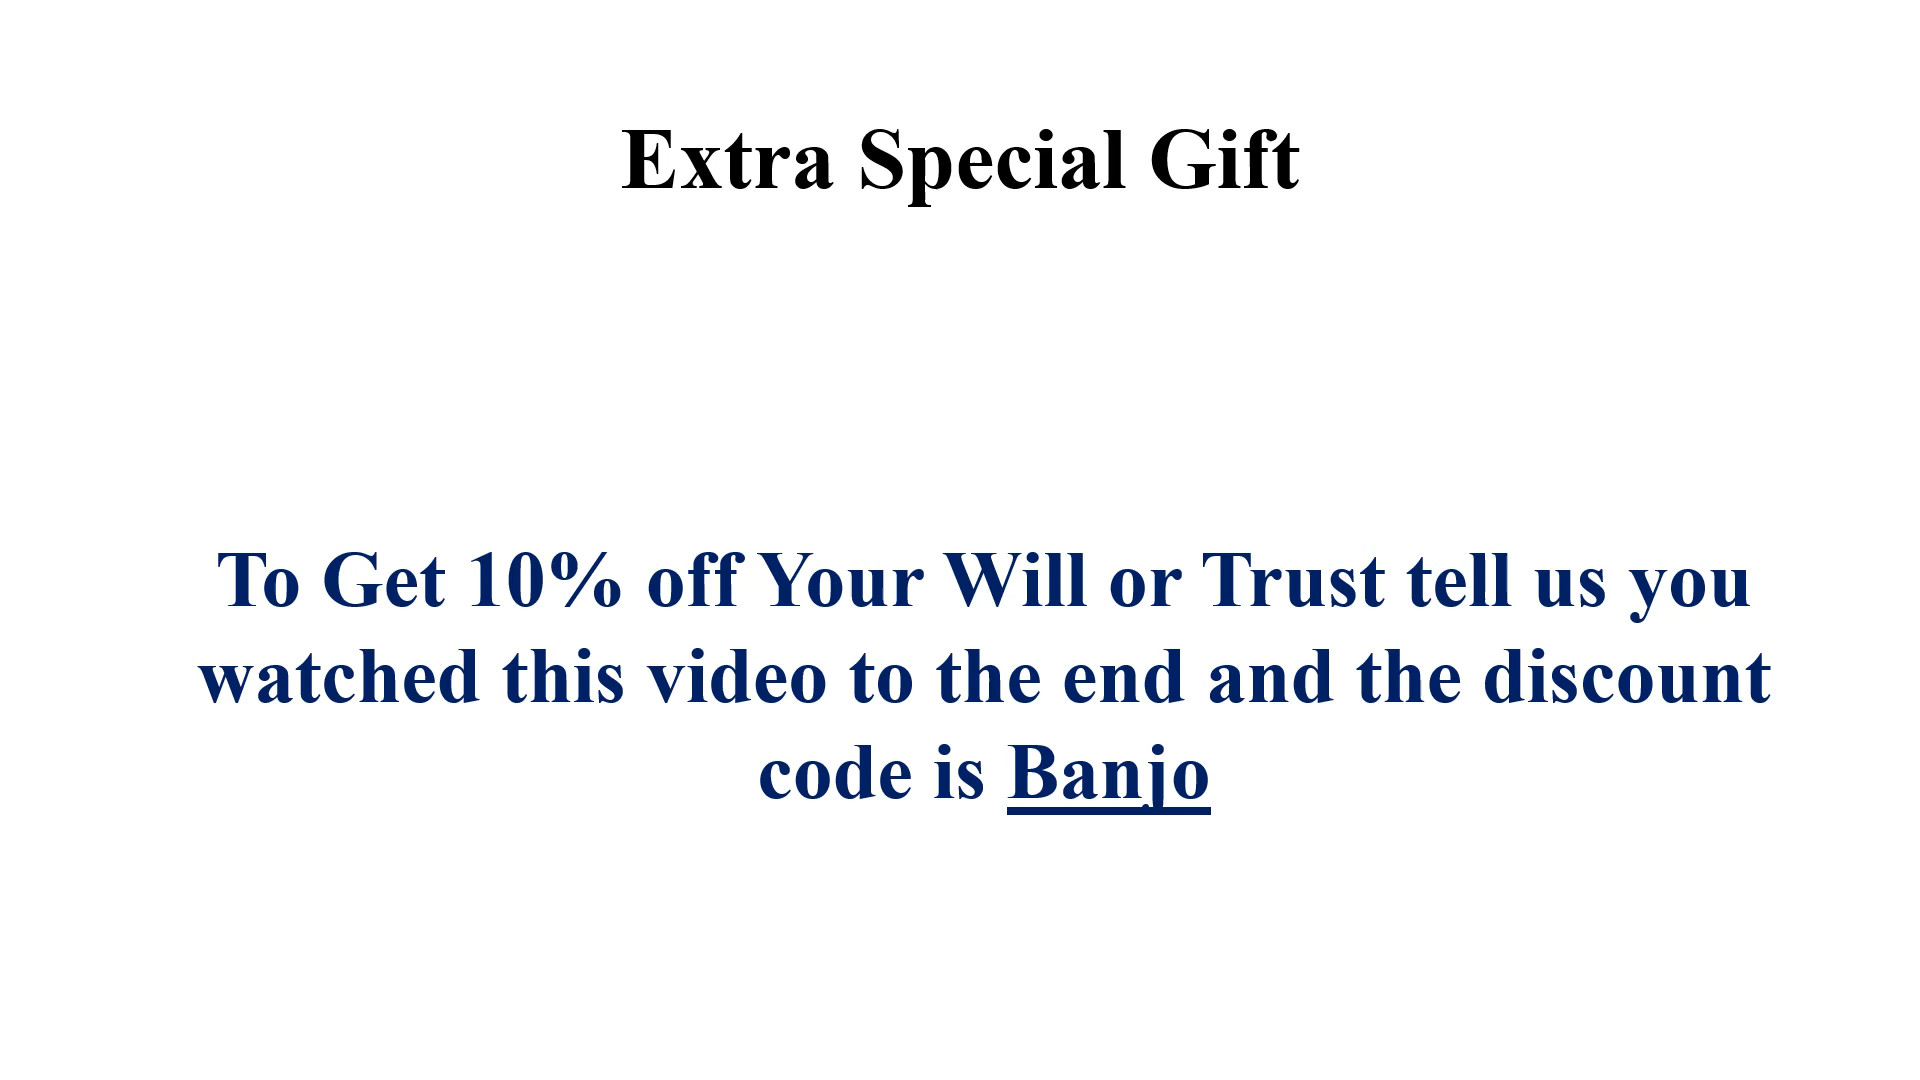 Extra Special Gift
To Get 10% off Your Will or Trust tell us you
watched this video to the end and the discount
code is Banjo